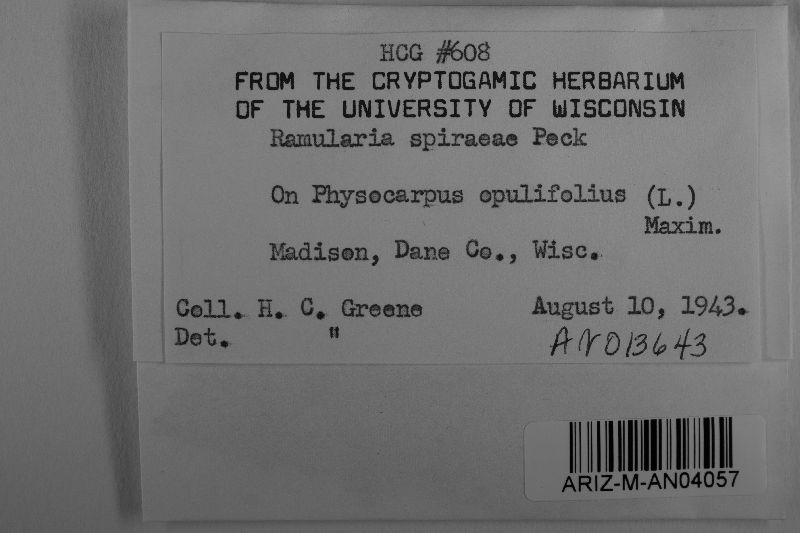 HCG #608
FROM THE CRYPTOGAMIC HERBARIUM
OF THE UNIVERSITY OF WISCONSIN
Ramularia spiraeae Peck
On Physocarpus opulifolius (L.)
Maxim.
Madison, Dane Co., Wisc.
Coll. H. C. Greene August 10, 1943.
Det. "
AN013643
ARIZ-M-AN04057